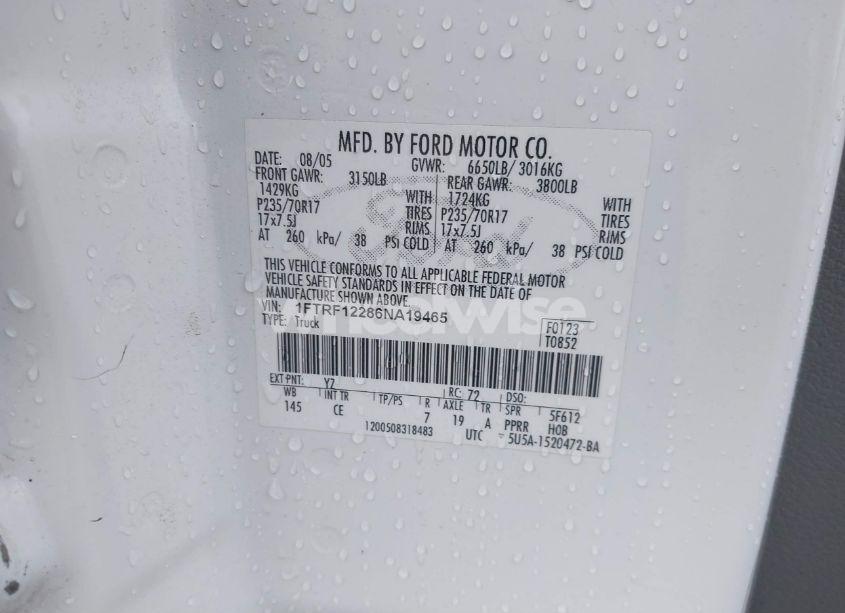 MFD. BY FORD MOTOR CO.
DATE: 08/05 GVWR: 6650LB/ 3016KG
FRONT GAWR: 3150LB REAR GAWR: 3800LB
1429KG WITH 1724KG WITH
P235/70R17 TIRES P235/70R17 TIRES
17x7.5J RIMS 17x7.5J RIMS
AT 260 kPa/ 38 PSI COLD AT 260 kPa/ 38 PSI COLD
THIS VEHICLE CONFORMS TO ALL APPLICABLE FEDERAL MOTOR
VEHICLE SAFETY STANDARDS IN EFFECT ON THE DATE OF
MANUFACTURE SHOWN ABOVE.
VIN: 1FTRF12286NA19465
TYPE: Truck
F0123
T0852
EXT PNT: YZ RC: 72 DSO:
WB INT TR TP/PS R AXLE TR SPR 5F612
145 CE 7 19 A PPRR HOB
1200508318483 UTC 5U5A-1520472-BA
Ford
wheelwise